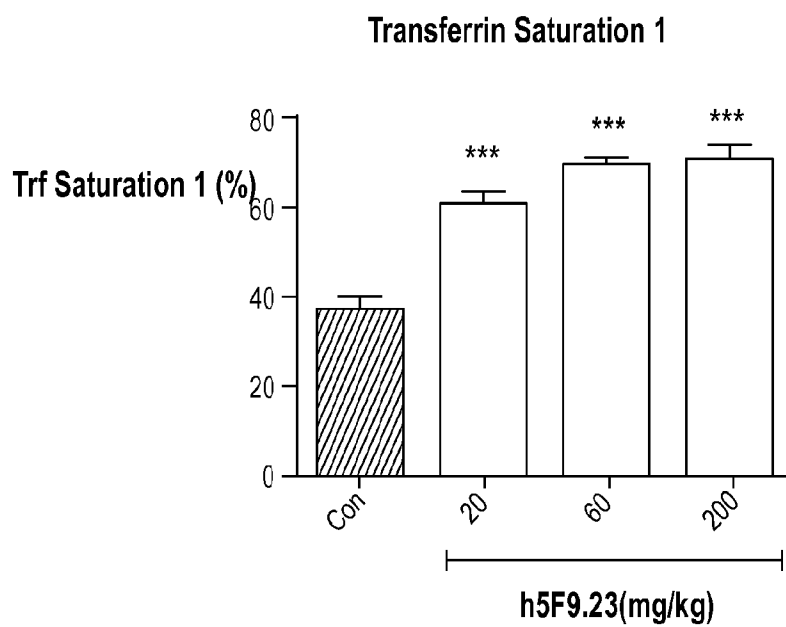 Transferrin Saturation 1
Trf Saturation 1 (%)
80
60
40
20
0
***
***
***
Con
20
60
200
h5F9.23(mg/kg)